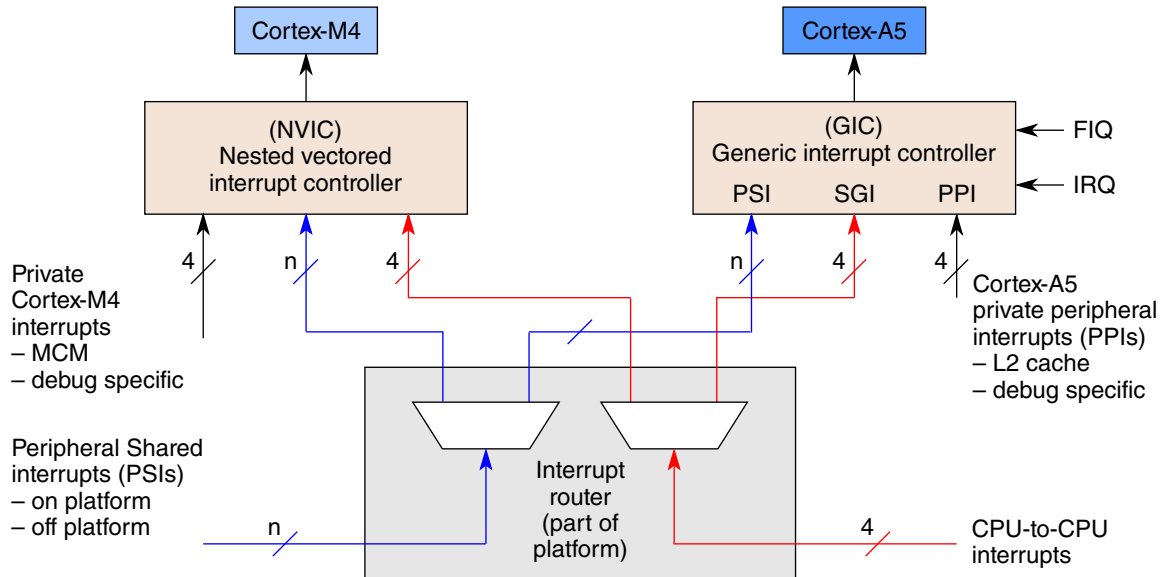 Cortex-M4
Cortex-A5
(NVIC)
Nested vectored
interrupt controller
(GIC)
Generic interrupt controller
PSI
SGI
PPI
FIQ
IRQ
4
n
4
n
4
4
Private
Cortex-M4
interrupts
– MCM
– debug specific
Cortex-A5
private peripheral
interrupts (PPIs)
– L2 cache
– debug specific
Peripheral Shared
interrupts (PSIs)
– on platform
– off platform
n
Interrupt
router
(part of
platform)
4
CPU-to-CPU
interrupts